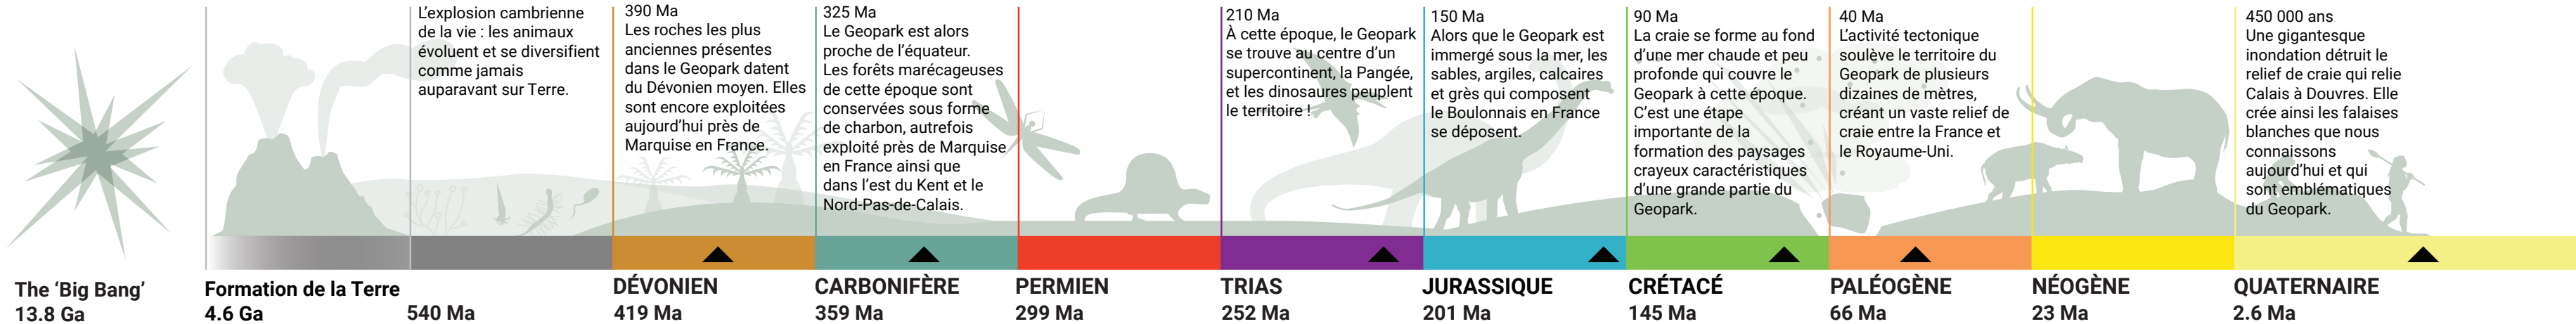 L’explosion cambrienne
de la vie : les animaux
évoluent et se diversifient
comme jamais
auparavant sur Terre.
390 Ma
Les roches les plus
anciennes présentes
dans le Geopark datent
du Dévonien moyen. Elles
sont encore exploitées
aujourd’hui près de
Marquise en France.
325 Ma
Le Geopark est alors
proche de l’équateur.
Les forêts marécageuses
de cette époque sont
conservées sous forme
de charbon, autrefois
exploité près de Marquise
en France ainsi que
dans l’est du Kent et le
Nord-Pas-de-Calais.
210 Ma
À cette époque, le Geopark
se trouve au centre d’un
supercontinent, la Pangée,
et les dinosaures peuplent
le territoire !
150 Ma
Alors que le Geopark est
immergé sous la mer, les
sables, argiles, calcaires
et grès qui composent
le Boulonnais en France
se déposent.
90 Ma
La craie se forme au fond
d’une mer chaude et peu
profonde qui couvre le
Geopark à cette époque.
C’est une étape
importante de la
formation des paysages
crayeux caractéristiques
d’une grande partie du
Geopark.
40 Ma
L’activité tectonique
soulève le territoire du
Geopark de plusieurs
dizaines de mètres,
créant un vaste relief de
craie entre la France et
le Royaume-Uni.
450 000 ans
Une gigantesque
inondation détruit le
relief de craie qui relie
Calais à Douvres. Elle
crée ainsi les falaises
blanches que nous
connaissons
aujourd’hui et qui
sont emblématiques
du Geopark.
The ‘Big Bang’
13.8 Ga
Formation de la Terre
4.6 Ga
540 Ma
DÉVONIEN
419 Ma
CARBONIFÈRE
359 Ma
PERMIEN
299 Ma
TRIAS
252 Ma
JURASSIQUE
201 Ma
CRÉTACÉ
145 Ma
PALÉOGÈNE
66 Ma
NÉOGÈNE
23 Ma
QUATERNAIRE
2.6 Ma